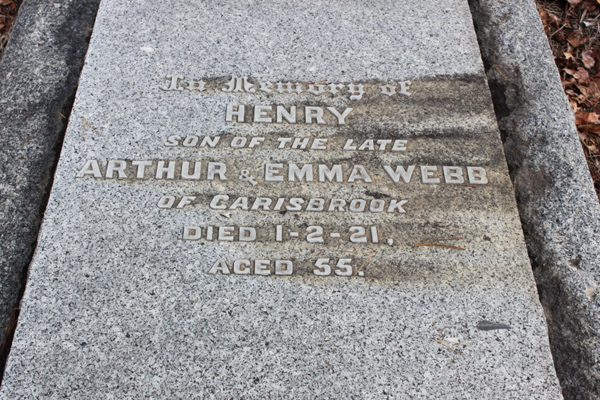 In Memory of
HENRY
SON OF THE LATE
ARTHUR & EMMA WEBB
OF CARISBROOK
DIED 1-2-21,
AGED 55.